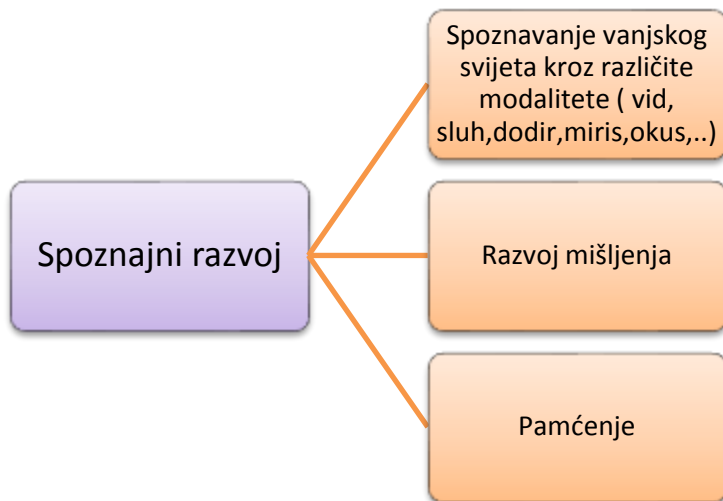 Spoznavanje vanjskog
svijeta kroz različite
modalitete ( vid,
sluh,dodir,miris,okus,..)
Spoznajni razvoj
Razvoj mišljenja
Pamćenje